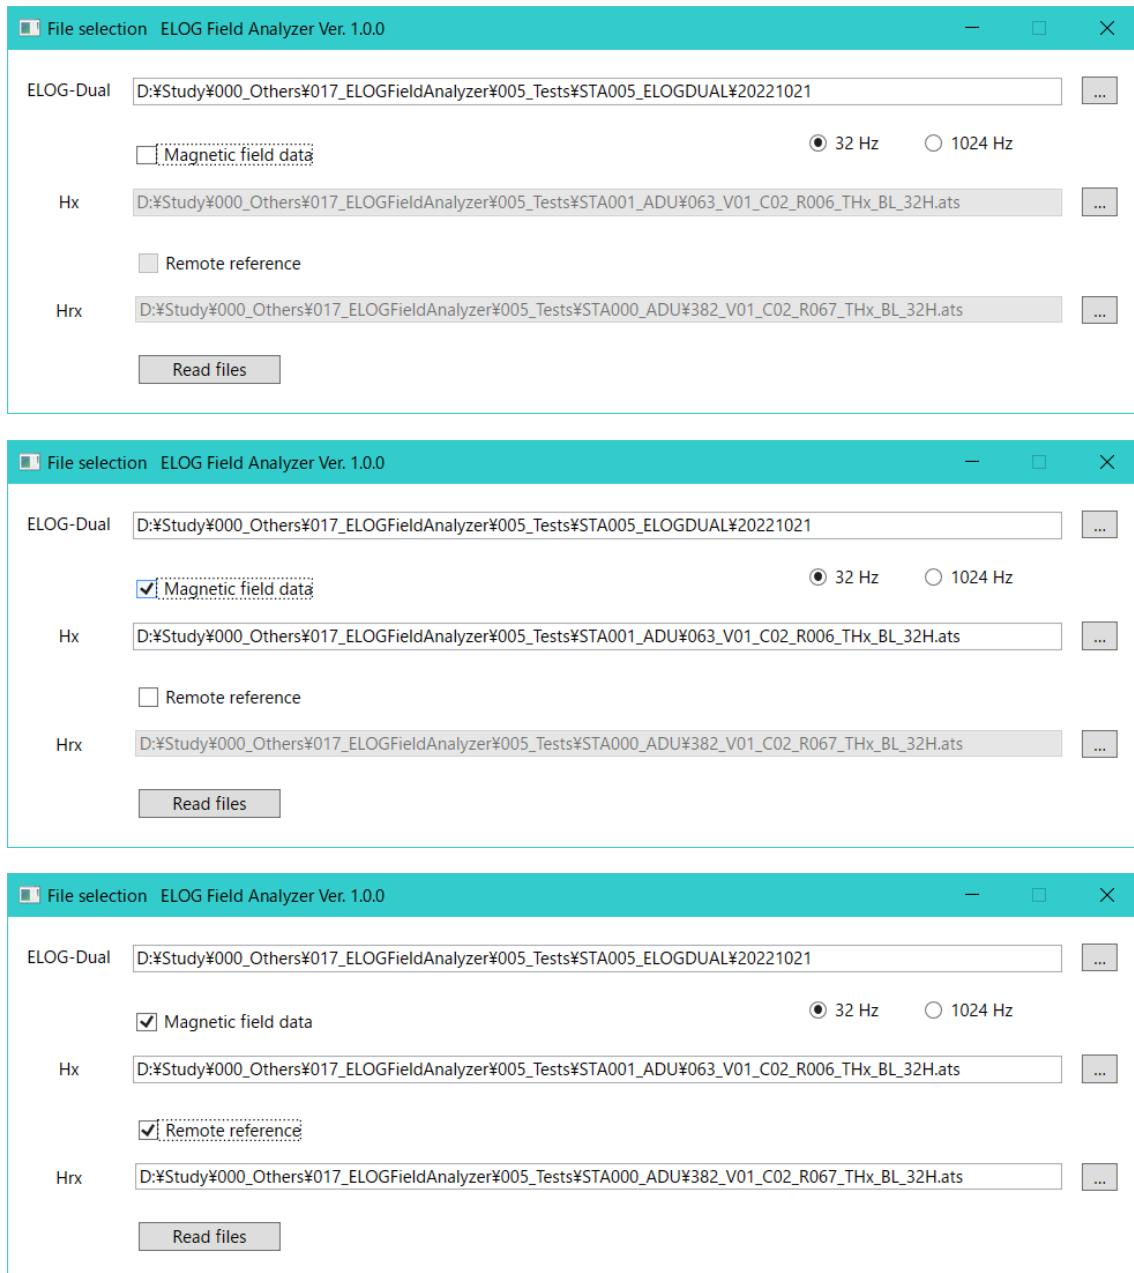 File selection   ELOG Field Analyzer Ver. 1.0.0
ELOG-Dual D:¥Study¥000_Others¥017_ELOGFieldAnalyzer¥005_Tests¥STA005_ELOGDUAL¥20221021 ...
Magnetic field data 32 Hz 1024 Hz
Hx D:¥Study¥000_Others¥017_ELOGFieldAnalyzer¥005_Tests¥STA001_ADU¥063_V01_C02_R006_THx_BL_32H.ats ...
Remote reference
Hrx D:¥Study¥000_Others¥017_ELOGFieldAnalyzer¥005_Tests¥STA000_ADU¥382_V01_C02_R067_THx_BL_32H.ats ...
Read files
File selection   ELOG Field Analyzer Ver. 1.0.0
ELOG-Dual D:¥Study¥000_Others¥017_ELOGFieldAnalyzer¥005_Tests¥STA005_ELOGDUAL¥20221021 ...
Magnetic field data 32 Hz 1024 Hz
Hx D:¥Study¥000_Others¥017_ELOGFieldAnalyzer¥005_Tests¥STA001_ADU¥063_V01_C02_R006_THx_BL_32H.ats ...
Remote reference
Hrx D:¥Study¥000_Others¥017_ELOGFieldAnalyzer¥005_Tests¥STA000_ADU¥382_V01_C02_R067_THx_BL_32H.ats ...
Read files
File selection   ELOG Field Analyzer Ver. 1.0.0
ELOG-Dual D:¥Study¥000_Others¥017_ELOGFieldAnalyzer¥005_Tests¥STA005_ELOGDUAL¥20221021 ...
Magnetic field data 32 Hz 1024 Hz
Hx D:¥Study¥000_Others¥017_ELOGFieldAnalyzer¥005_Tests¥STA001_ADU¥063_V01_C02_R006_THx_BL_32H.ats ...
Remote reference
Hrx D:¥Study¥000_Others¥017_ELOGFieldAnalyzer¥005_Tests¥STA000_ADU¥382_V01_C02_R067_THx_BL_32H.ats ...
Read files